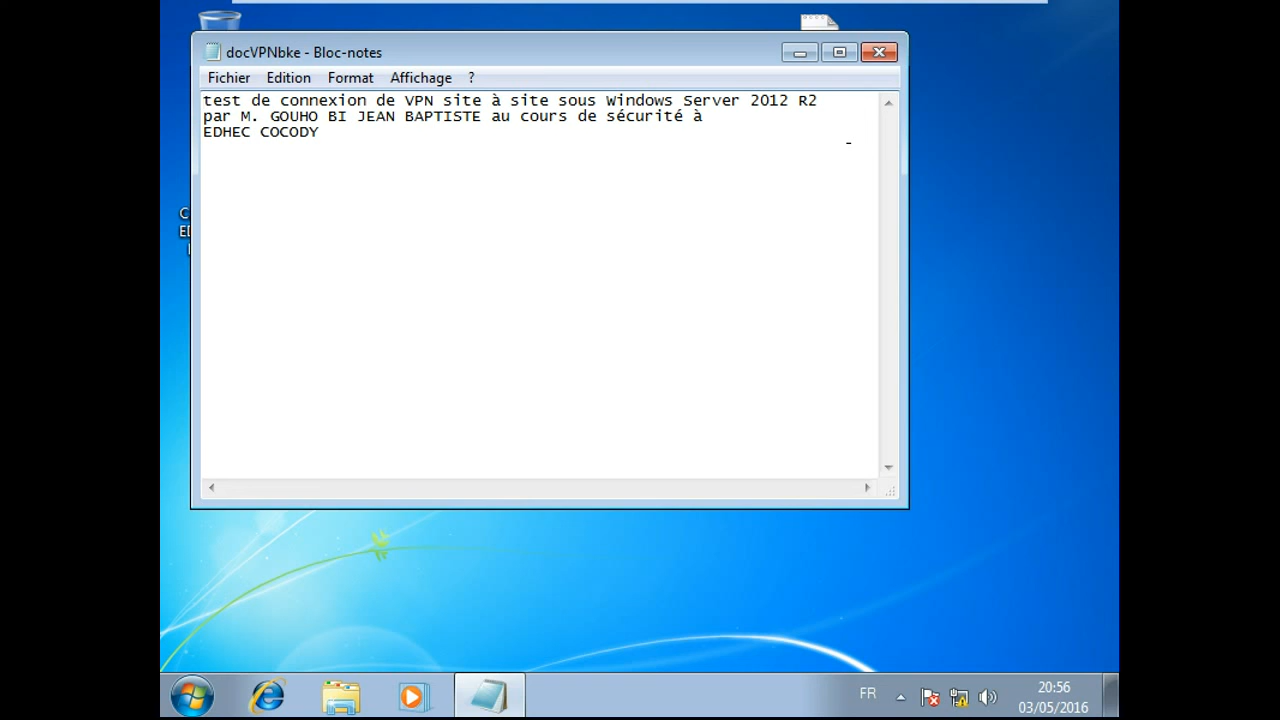 docVPNbke - Bloc-notes
Fichier Edition Format Affichage ?
test de connexion de VPN site à site sous Windows Server 2012 R2
par M. GOUHO BI JEAN BAPTISTE au cours de sécurité à
EDHEC COCODY
FR
20:56
03/05/2016